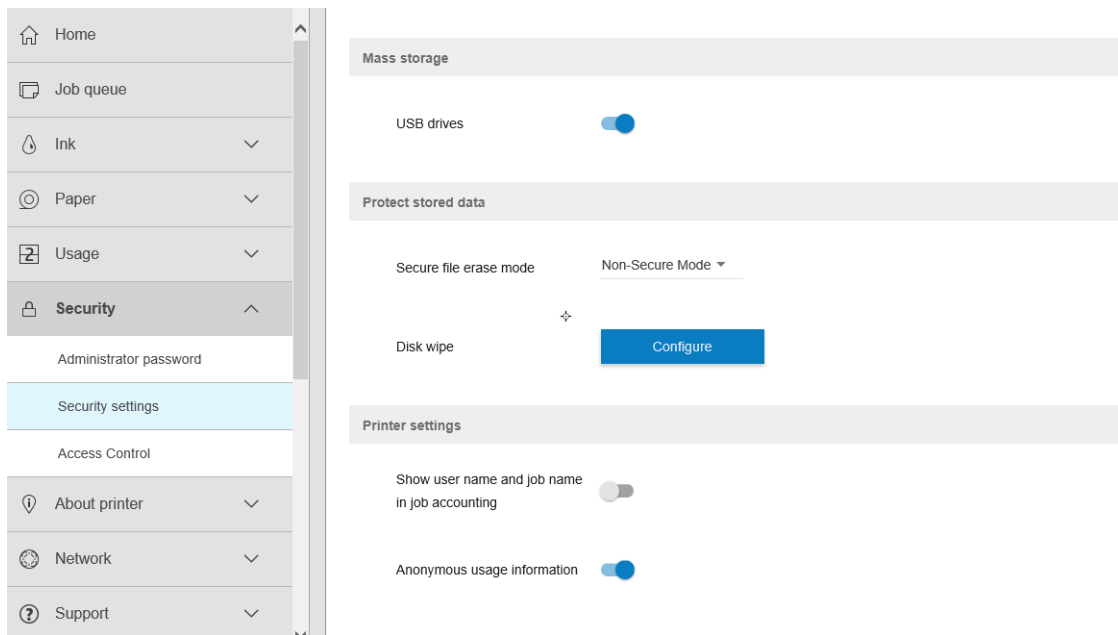 Home
Job queue
Ink
Paper
Usage
Security
Administrator password
Security settings
Access Control
About printer
Network
Support
Mass storage
USB drives
Protect stored data
Secure file erase mode
Non-Secure Mode
Disk wipe
Configure
Printer settings
Show user name and job name
in job accounting
Anonymous usage information